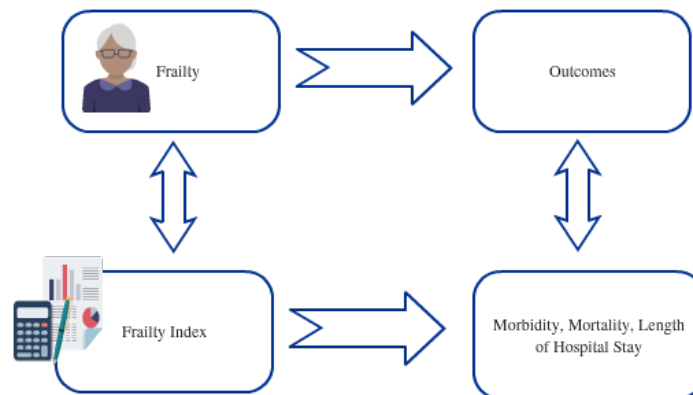 Frailty
Outcomes
Frailty Index
Morbidity, Mortality, Length
of Hospital Stay